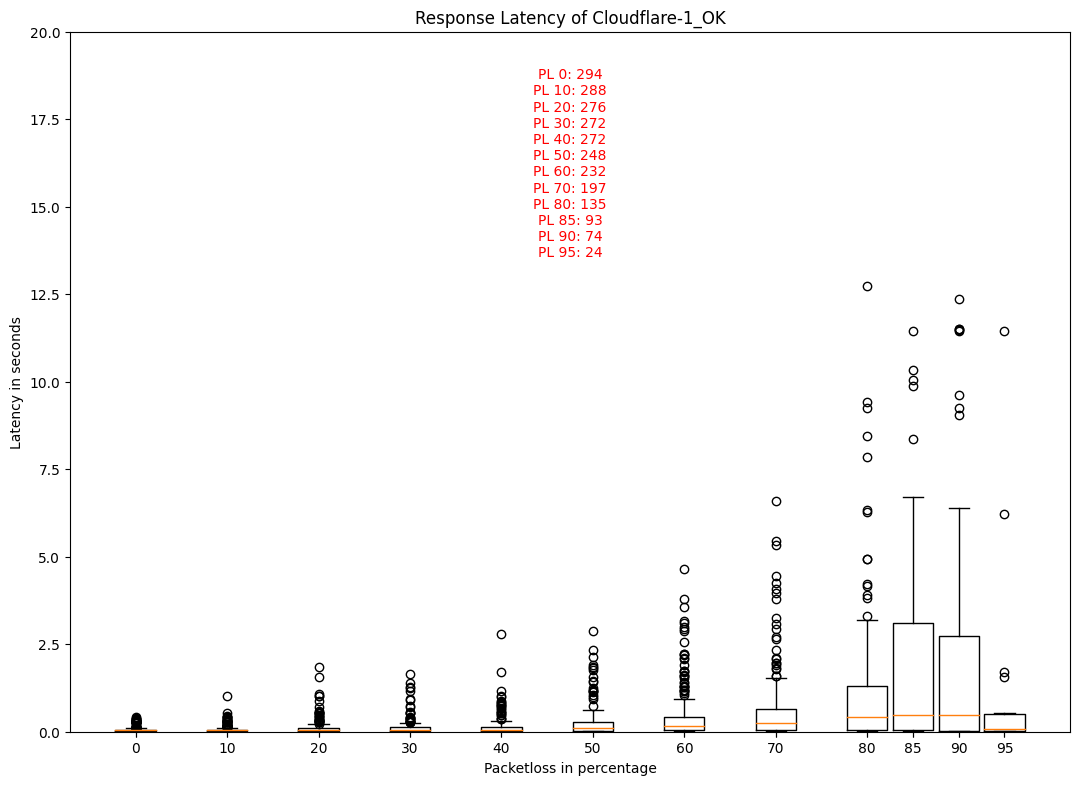 Response Latency of Cloudflare-1_OK
20.0
17.5
15.0
12.5
10.0
7.5
5.0
2.5
0.0
Latency in seconds
PL 0: 294
PL 10: 288
PL 20: 276
PL 30: 272
PL 40: 272
PL 50: 248
PL 60: 232
PL 70: 197
PL 80: 135
PL 85: 93
PL 90: 74
PL 95: 24
0 10 20 30 40 50 60 70 80 85 90 95
Packetloss in percentage